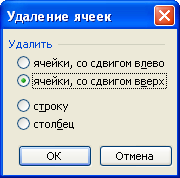 Удаление ячеек
Удалить
ячейки, со сдвигом влево
ячейки, со сдвигом вверх
строку
столбец
ОК
Отмена